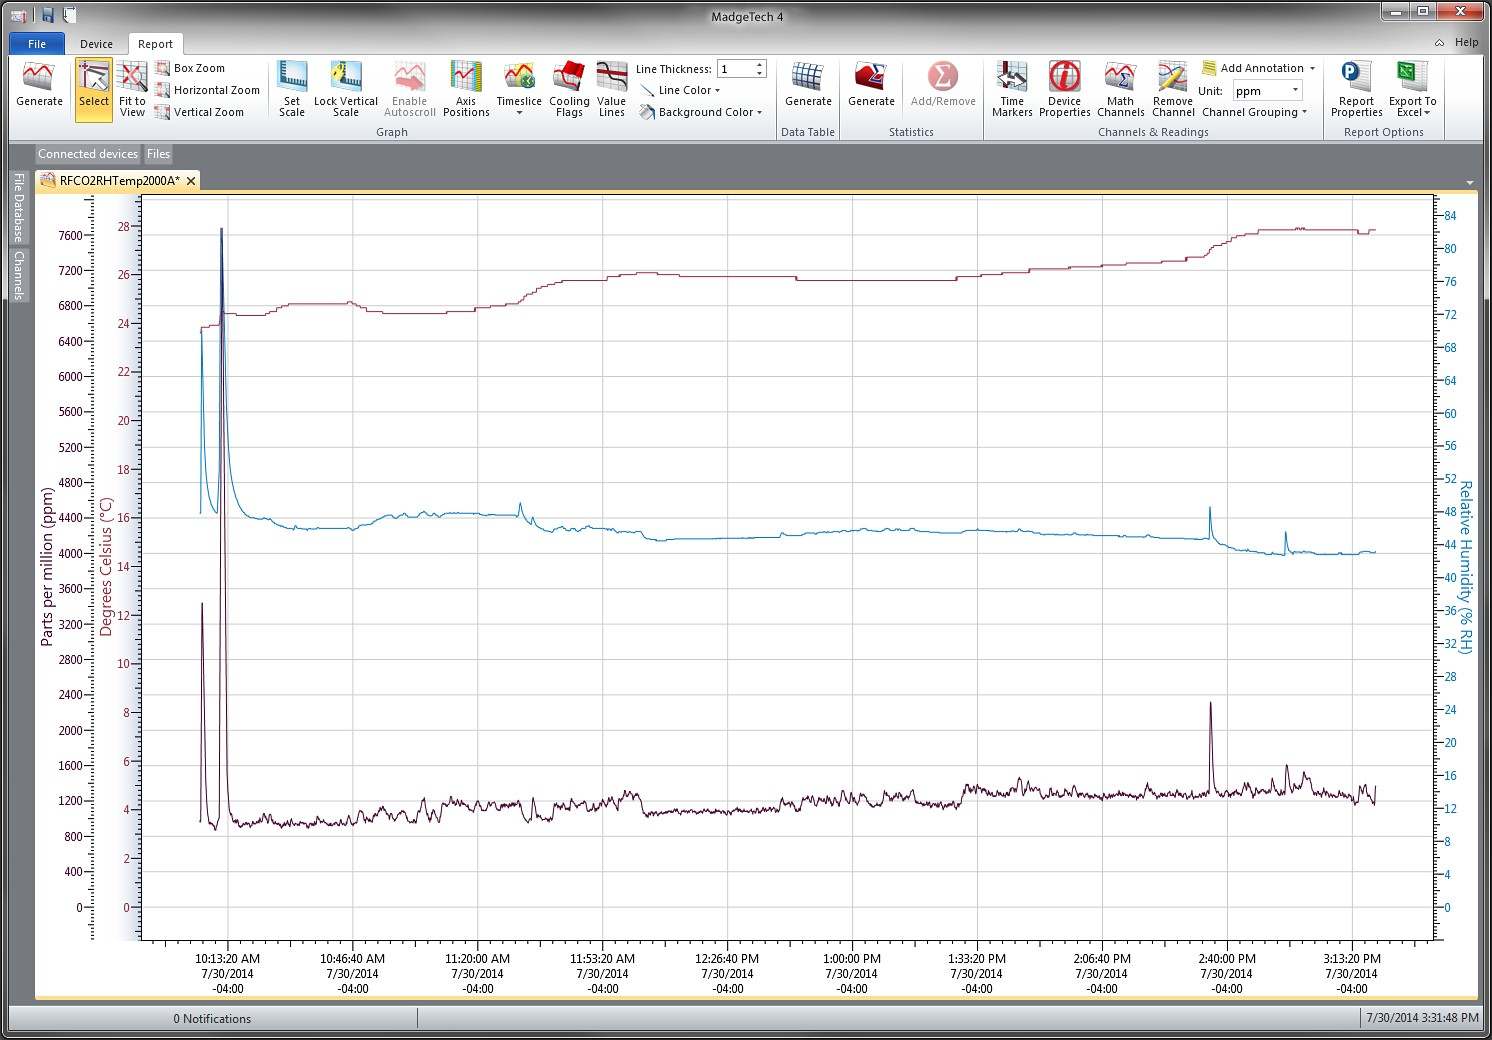 MadgeTech 4
File Device Report Help
Generate
Select
Fit to
View
Box Zoom
Horizontal Zoom
Vertical Zoom
Set
Scale
Lock Vertical
Scale
Enable
Autoscroll
Axis
Positions
Timeslice
Cooling
Flags
Value
Lines
Line Thickness: 1
Line Color
Background Color
Graph
Generate
Data Table
Generate
Add/Remove
Statistics
Time
Markers
Device
Properties
Math
Channels
Remove
Channel
Add Annotation
Unit: ppm
Channel Grouping
Channels & Readings
Report
Properties
Export To
Excel
Report Options
Connected devices Files
File Database
Channels
RFCO2RHTemp2000A*
Parts per million (ppm)
7600
7200
6800
6400
6000
5600
5200
4800
4400
4000
3600
3200
2800
2400
2000
1600
1200
800
400
0
Degrees Celsius (°C)
28
26
24
22
20
18
16
14
12
10
8
6
4
2
0
84
80
76
72
68
64
60
56
52
48
44
40
36
32
28
24
20
16
12
8
4
0
Relative Humidity (% RH)
10:13:20 AM 10:46:40 AM 11:20:00 AM 11:53:20 AM 12:26:40 PM 1:00:00 PM 1:33:20 PM 2:06:40 PM 2:40:00 PM 3:13:20 PM
7/30/2014 7/30/2014 7/30/2014 7/30/2014 7/30/2014 7/30/2014 7/30/2014 7/30/2014 7/30/2014 7/30/2014
-04:00 -04:00 -04:00 -04:00 -04:00 -04:00 -04:00 -04:00 -04:00 -04:00
0 Notifications 7/30/2014 3:31:48 PM